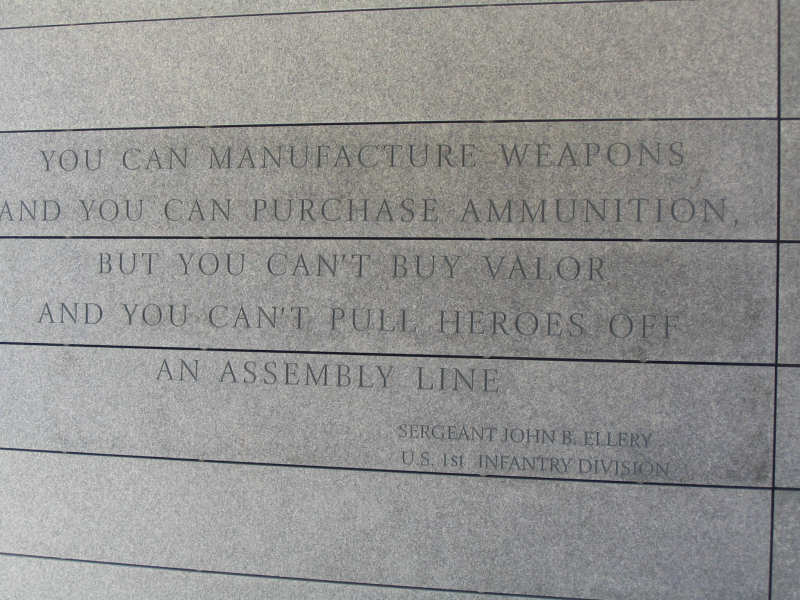 YOU CAN MANUFACTURE WEAPONS
AND YOU CAN PURCHASE AMMUNITION,
BUT YOU CAN'T BUY VALOR
AND YOU CAN'T PULL HEROES OFF
AN ASSEMBLY LINE
SERGEANT JOHN B. ELLERY
U.S. 1st INFANTRY DIVISION